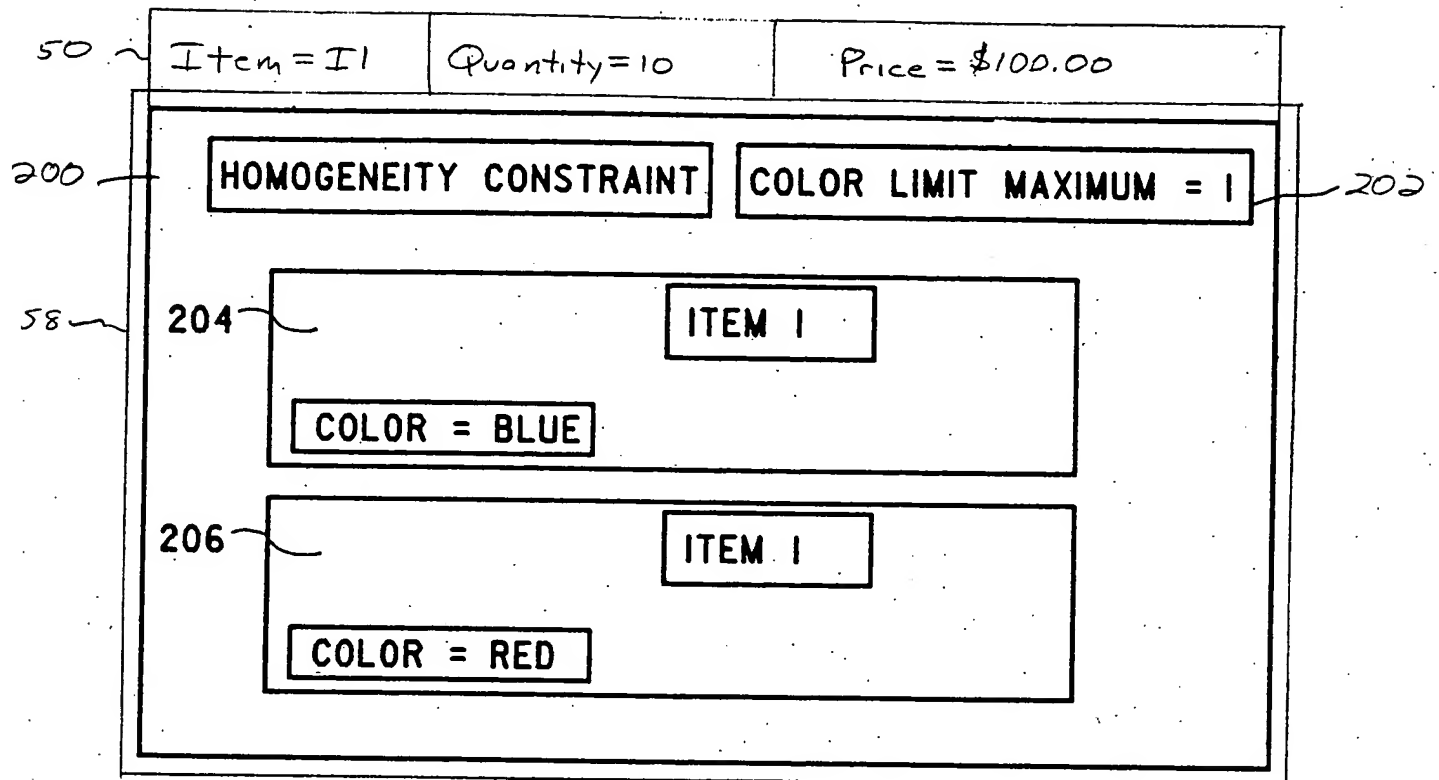 50 Item = I1 Quantity = 10 Price = $100.00
200 HOMOGENEITY CONSTRAINT COLOR LIMIT MAXIMUM = 1 202
58 204 ITEM 1
COLOR = BLUE
206 ITEM 1
COLOR = RED